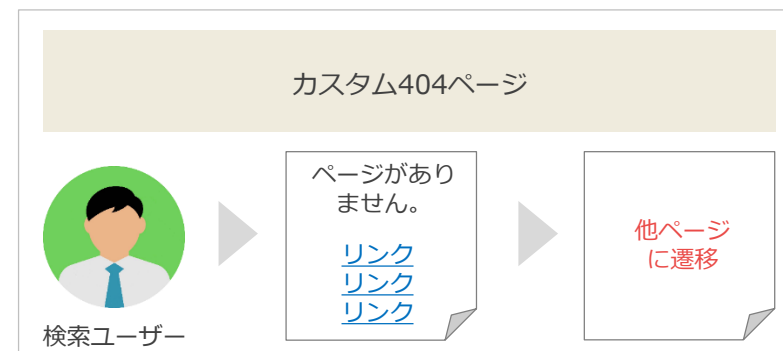 カスタム404ページ
ページがあり
ません。
リンク
リンク
リンク
他ページ
に遷移
検索ユーザー